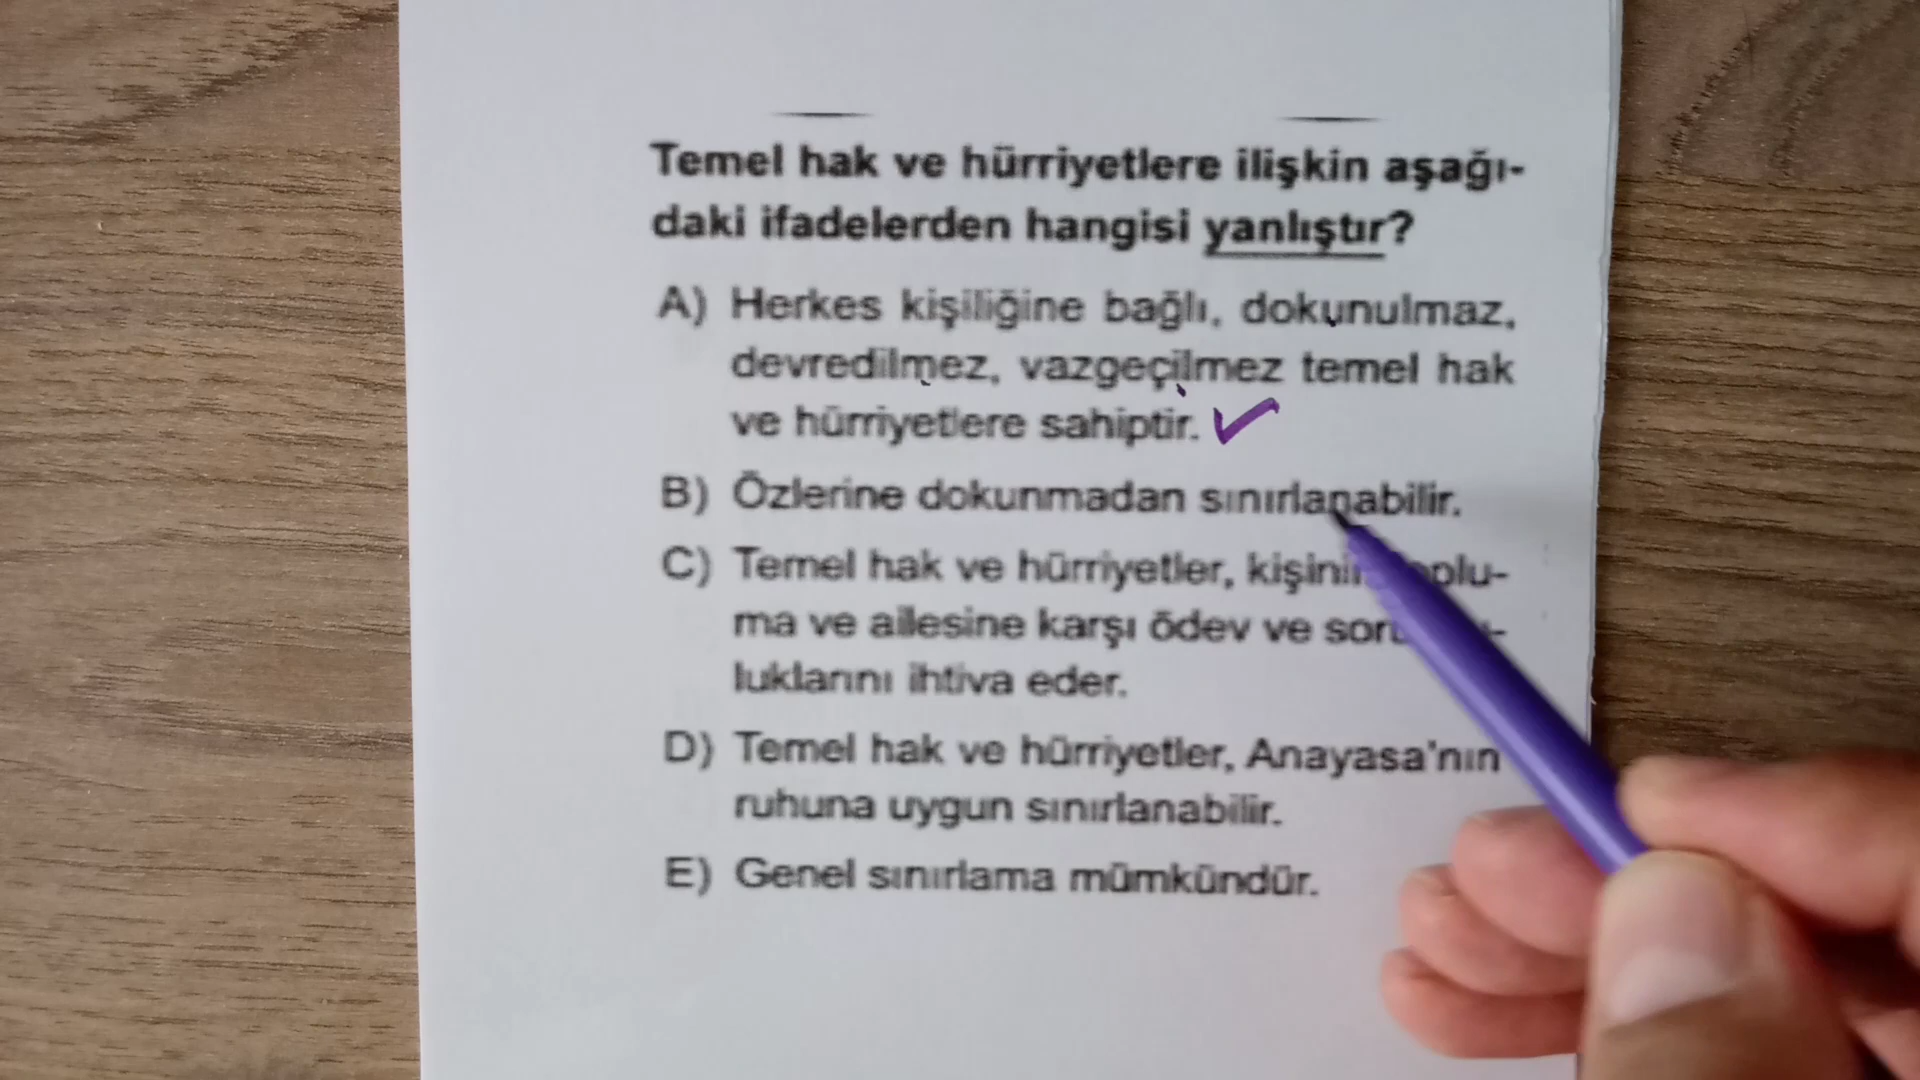 Temel hak ve hürriyetlere ilişkin aşağı-
daki ifadelerden hangisi yanlıştır?
A) Herkes kişiliğine bağlı, dokunulmaz,
devredilmez, vazgeçilmez temel hak
ve hürriyetlere sahiptir.
B) Özlerine dokunmadan sınırlanabilir.
C) Temel hak ve hürriyetler,
ma ve ailesine karşı ödev ve
luklarını ihtiva eder.
D) Temel hak ve hürriyetler, Anayasa'nın
ruhuna uygun sınırlanabilir.
E) Genel sınırlama mümkündür.